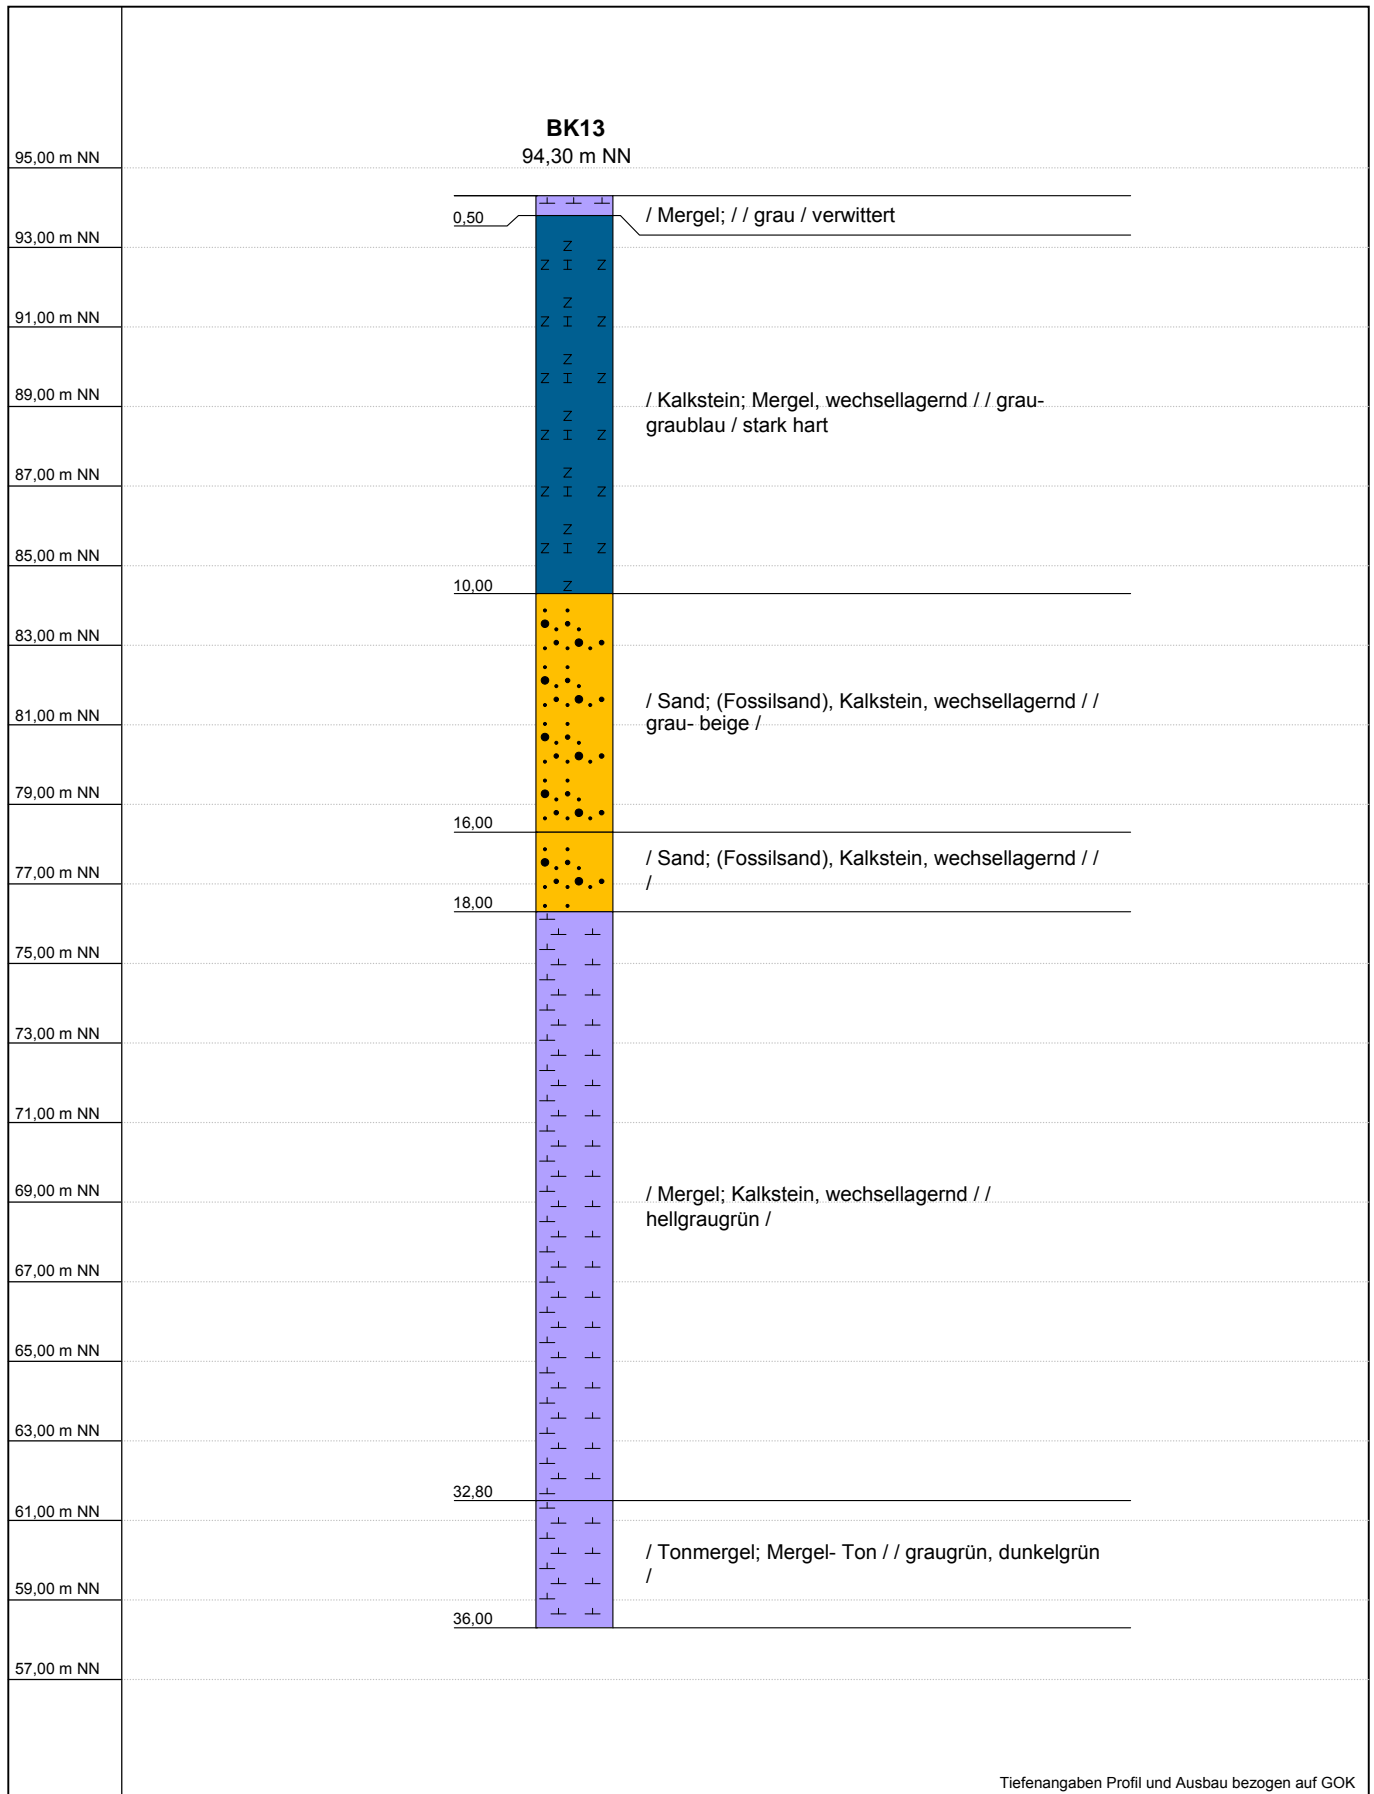 BK13
94,30 m NN
95,00 m NN
0,50
/ Mergel; / / grau / verwittert
93,00 m NN
91,00 m NN
89,00 m NN
/ Kalkstein; Mergel, wechsellagernd / / grau-
graublau / stark hart
87,00 m NN
85,00 m NN
10,00
83,00 m NN
/ Sand; (Fossilsand), Kalkstein, wechsellagernd / /
grau- beige /
81,00 m NN
79,00 m NN
16,00
/ Sand; (Fossilsand), Kalkstein, wechsellagernd / /
/
77,00 m NN
18,00
75,00 m NN
73,00 m NN
71,00 m NN
69,00 m NN
/ Mergel; Kalkstein, wechsellagernd / /
hellgraugrün /
67,00 m NN
65,00 m NN
63,00 m NN
32,80
61,00 m NN
/ Tonmergel; Mergel- Ton / / graugrün, dunkelgrün
/
59,00 m NN
36,00
57,00 m NN
Tiefenangaben Profil und Ausbau bezogen auf GOK